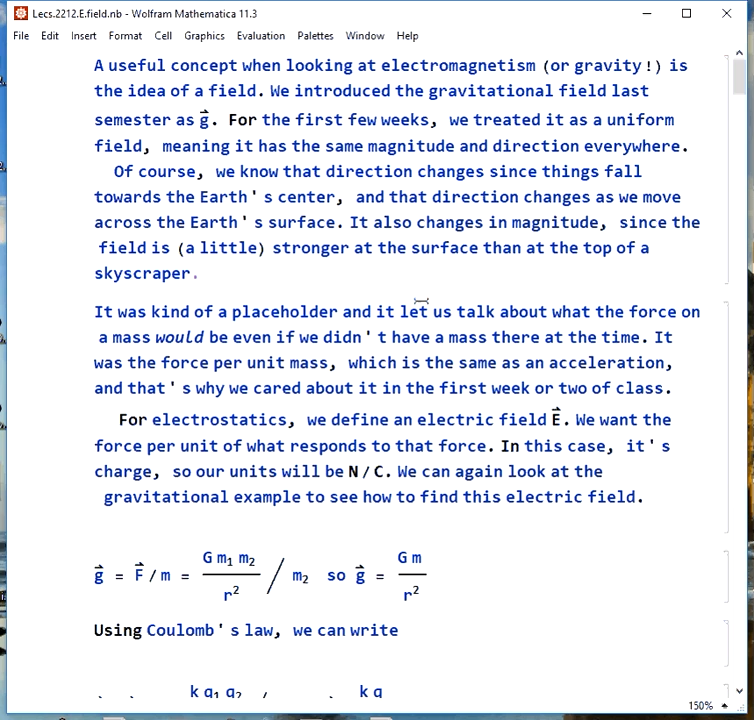 Lecs.2212.E.field.nb - Wolfram Mathematica 11.3
File Edit Insert Format Cell Graphics Evaluation Palettes Window Help
A useful concept when looking at electromagnetism (or gravity!) is
the idea of a field. We introduced the gravitational field last
semester as g⃗. For the first few weeks, we treated it as a uniform
field, meaning it has the same magnitude and direction everywhere.
Of course, we know that direction changes since things fall
towards the Earth's center, and that direction changes as we move
across the Earth's surface. It also changes in magnitude, since the
field is (a little) stronger at the surface than at the top of a
skyscraper.
It was kind of a placeholder and it let us talk about what the force on
a mass would be even if we didn't have a mass there at the time. It
was the force per unit mass, which is the same as an acceleration,
and that's why we cared about it in the first week or two of class.
For electrostatics, we define an electric field E⃗. We want the
force per unit of what responds to that force. In this case, it's
charge, so our units will be N/C. We can again look at the
gravitational example to see how to find this electric field.
g⃗ = F⃗/m = G m₁ m₂ / r² / m₂ so g⃗ = G m / r²
Using Coulomb's law, we can write
k q₁ q₂ / k q
150%